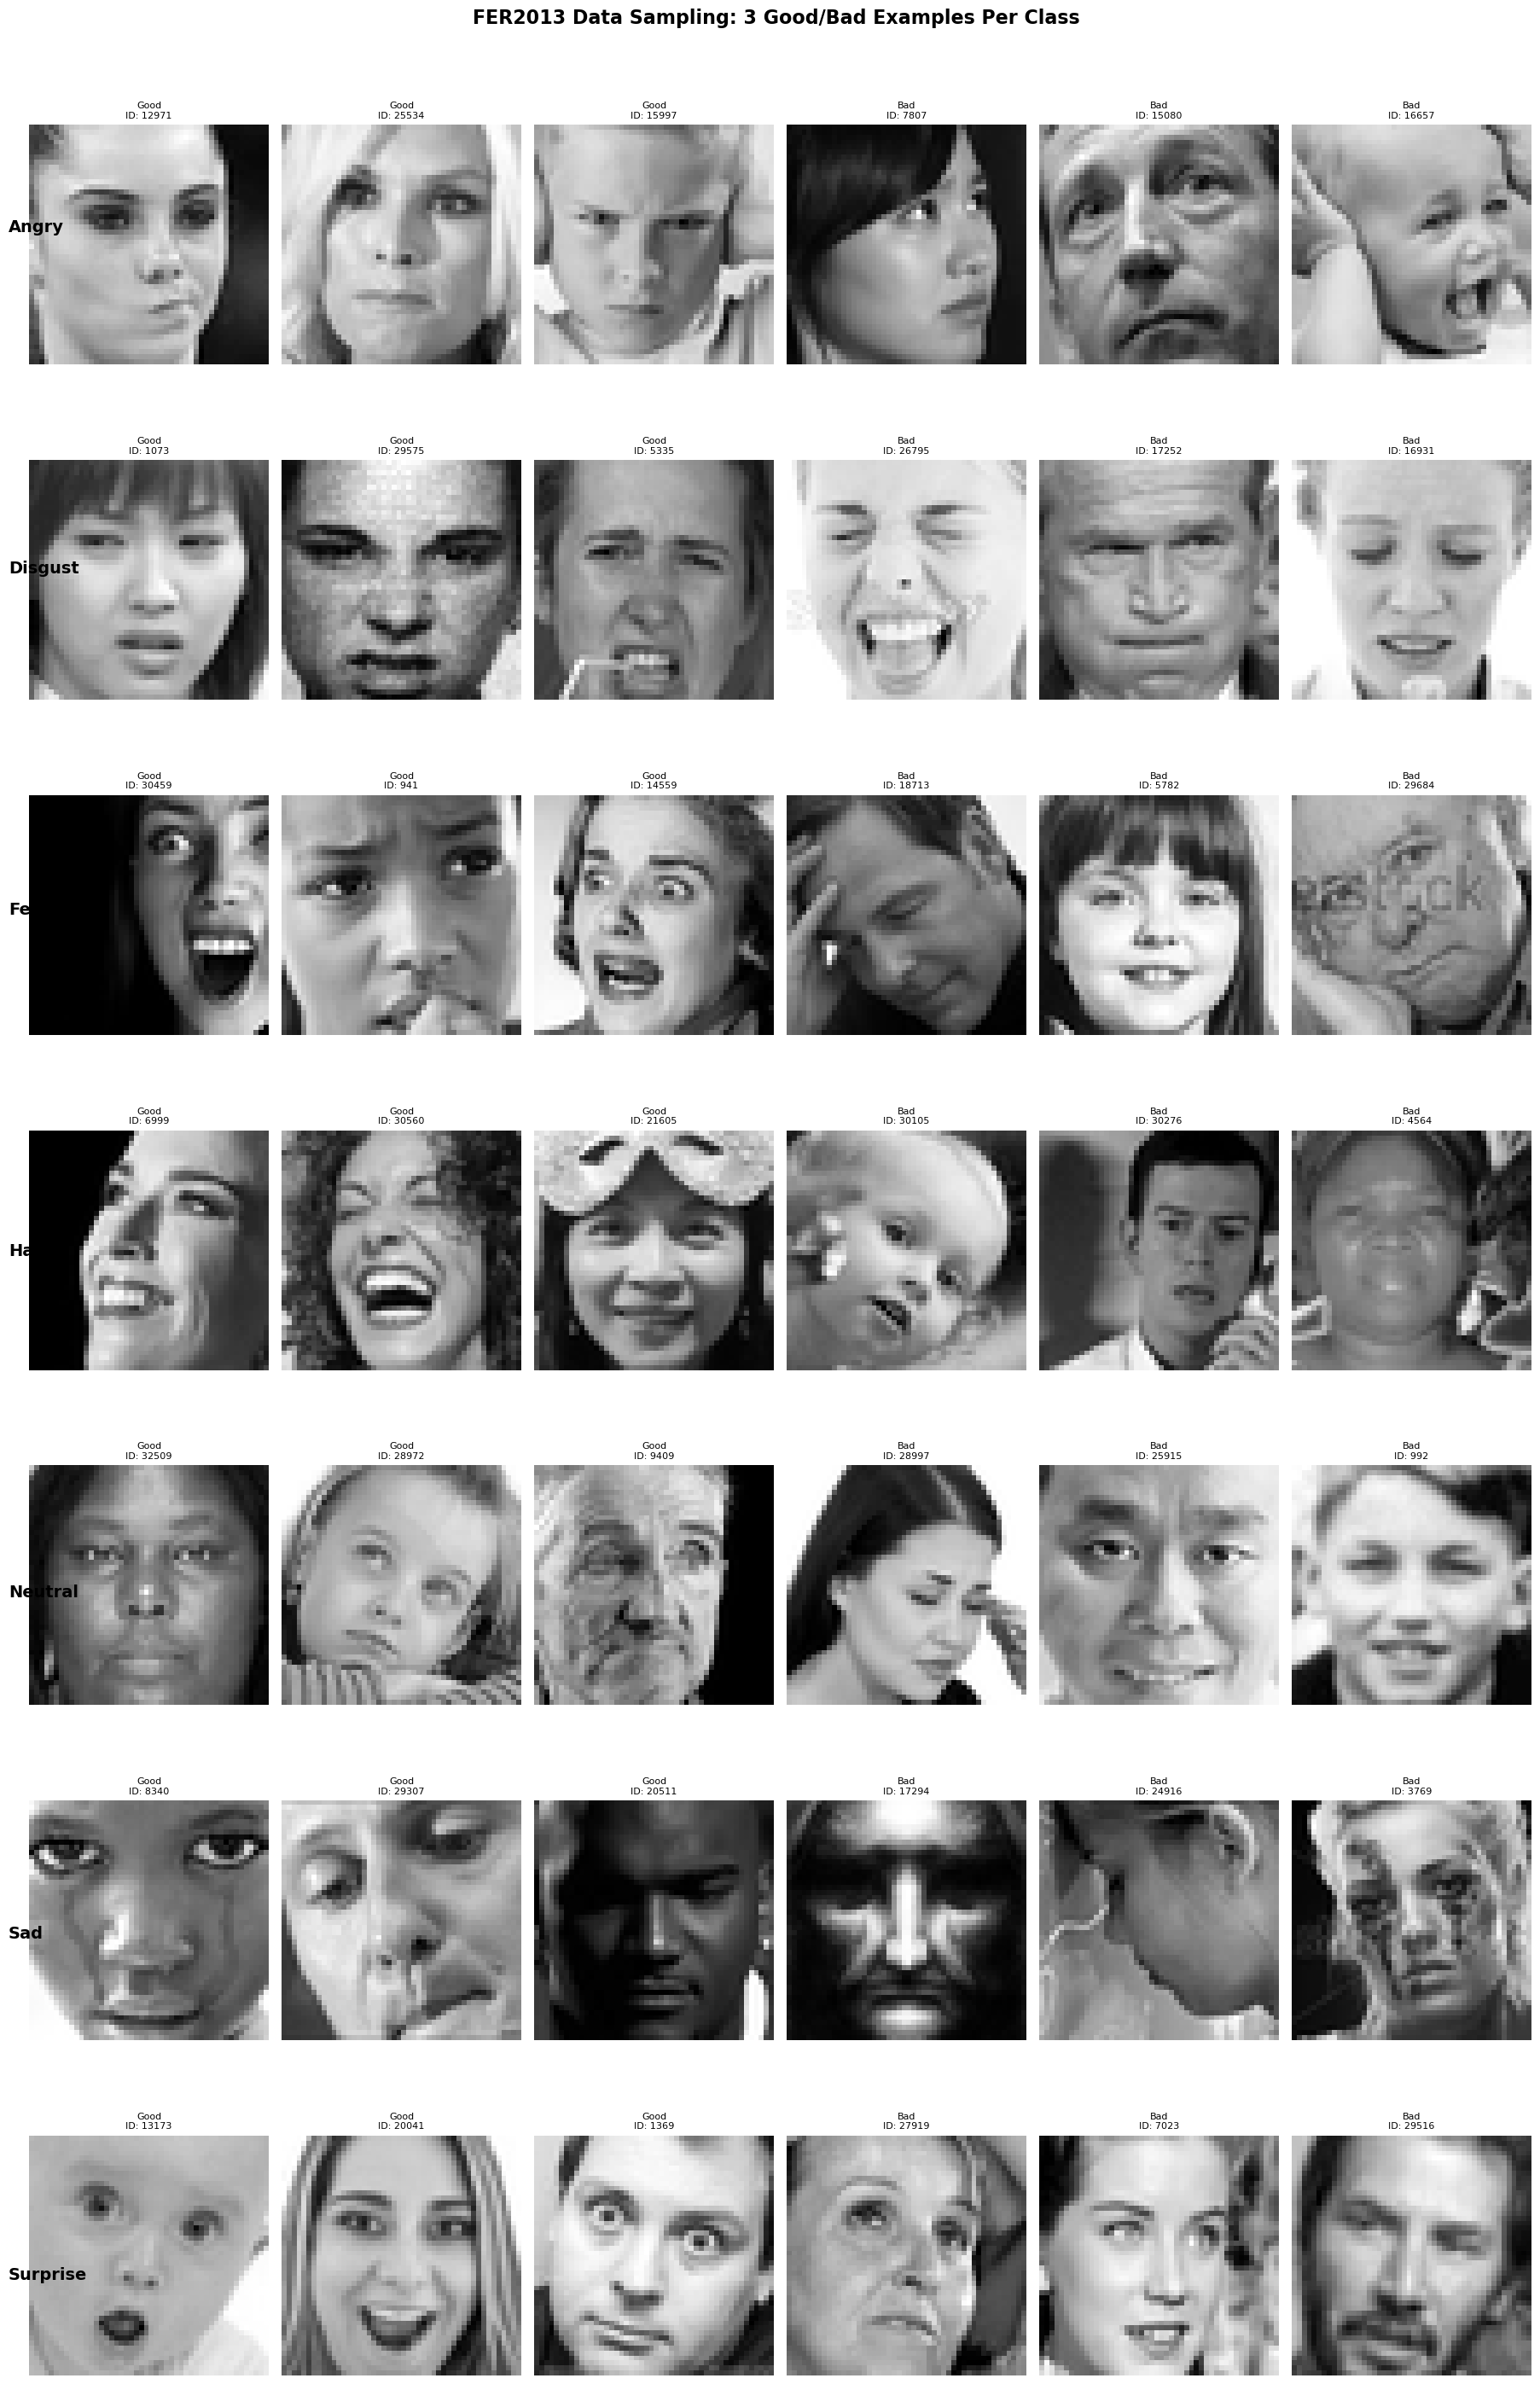 FER2013 Data Sampling: 3 Good/Bad Examples Per Class
Good Good Good Bad Bad Bad
ID: 12971 ID: 25534 ID: 15997 ID: 7807 ID: 15080 ID: 16657
Angry
Good Good Good Bad Bad Bad
ID: 1073 ID: 29575 ID: 5335 ID: 26795 ID: 17252 ID: 16931
Disgust
Good Good Good Bad Bad Bad
ID: 30459 ID: 941 ID: 14559 ID: 18713 ID: 5782 ID: 29684
Fe
Good Good Good Bad Bad Bad
ID: 6999 ID: 30560 ID: 21605 ID: 30105 ID: 30276 ID: 4564
Ha
Good Good Good Bad Bad Bad
ID: 32509 ID: 28972 ID: 9409 ID: 28997 ID: 25915 ID: 992
Neutral
Good Good Good Bad Bad Bad
ID: 8340 ID: 29307 ID: 20511 ID: 17294 ID: 24916 ID: 3769
Sad
Good Good Good Bad Bad Bad
ID: 13173 ID: 20041 ID: 1369 ID: 27919 ID: 7023 ID: 29516
Surprise